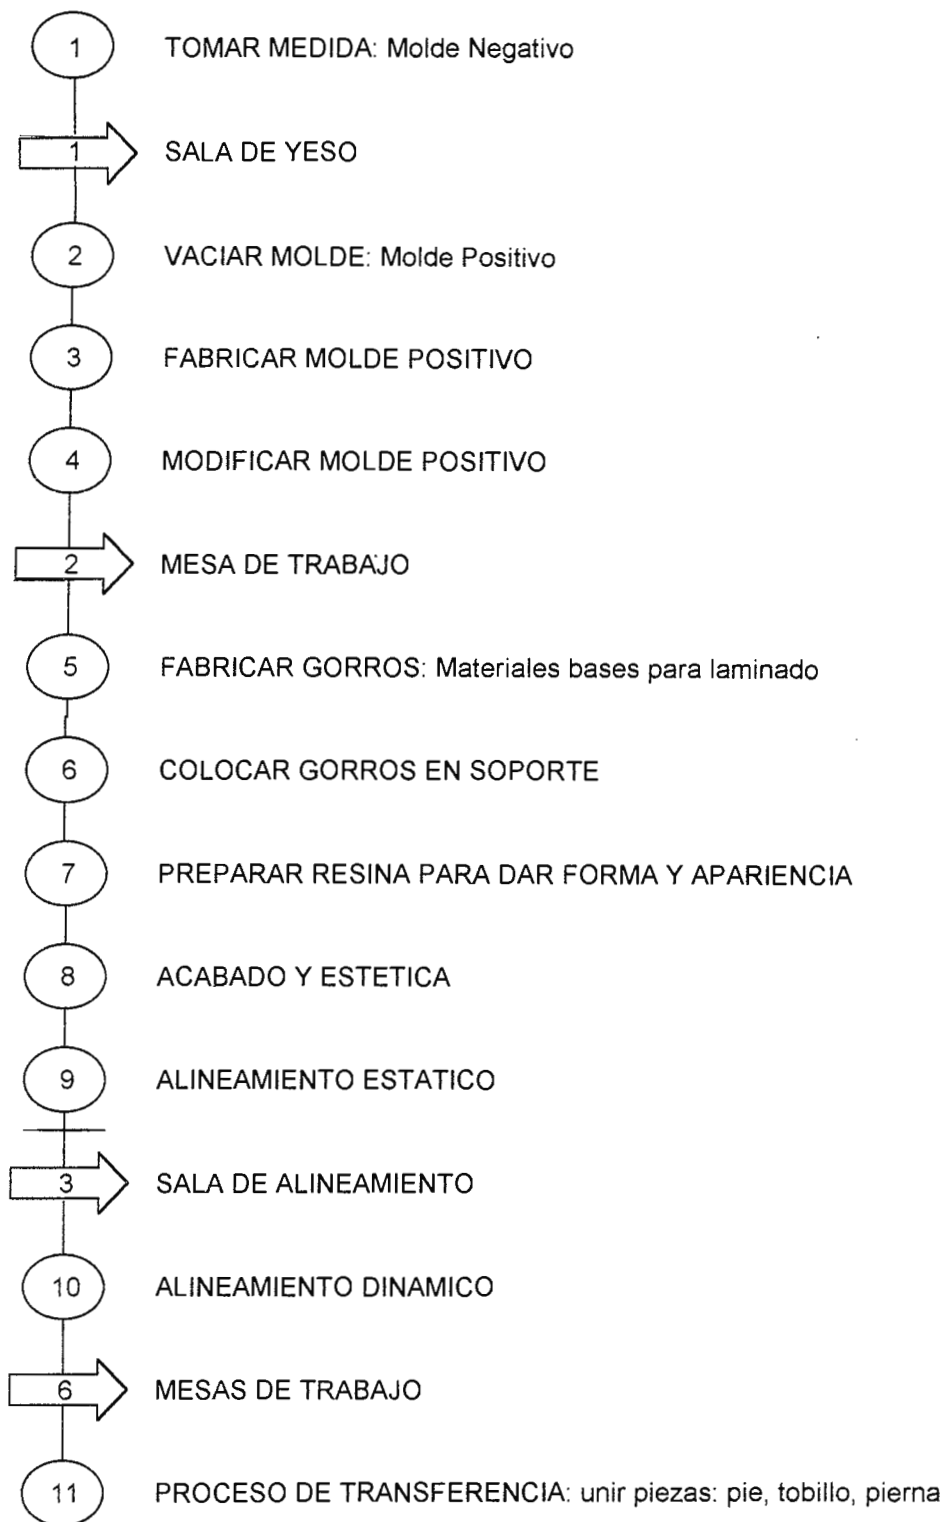 1 TOMAR MEDIDA: Molde Negativo
1 SALA DE YESO
2 VACIAR MOLDE: Molde Positivo
3 FABRICAR MOLDE POSITIVO
4 MODIFICAR MOLDE POSITIVO
2 MESA DE TRABAJO
5 FABRICAR GORROS: Materiales bases para laminado
6 COLOCAR GORROS EN SOPORTE
7 PREPARAR RESINA PARA DAR FORMA Y APARIENCIA
8 ACABADO Y ESTETICA
9 ALINEAMIENTO ESTATICO
3 SALA DE ALINEAMIENTO
10 ALINEAMIENTO DINAMICO
6 MESAS DE TRABAJO
11 PROCESO DE TRANSFERENCIA: unir piezas: pie, tobillo, pierna